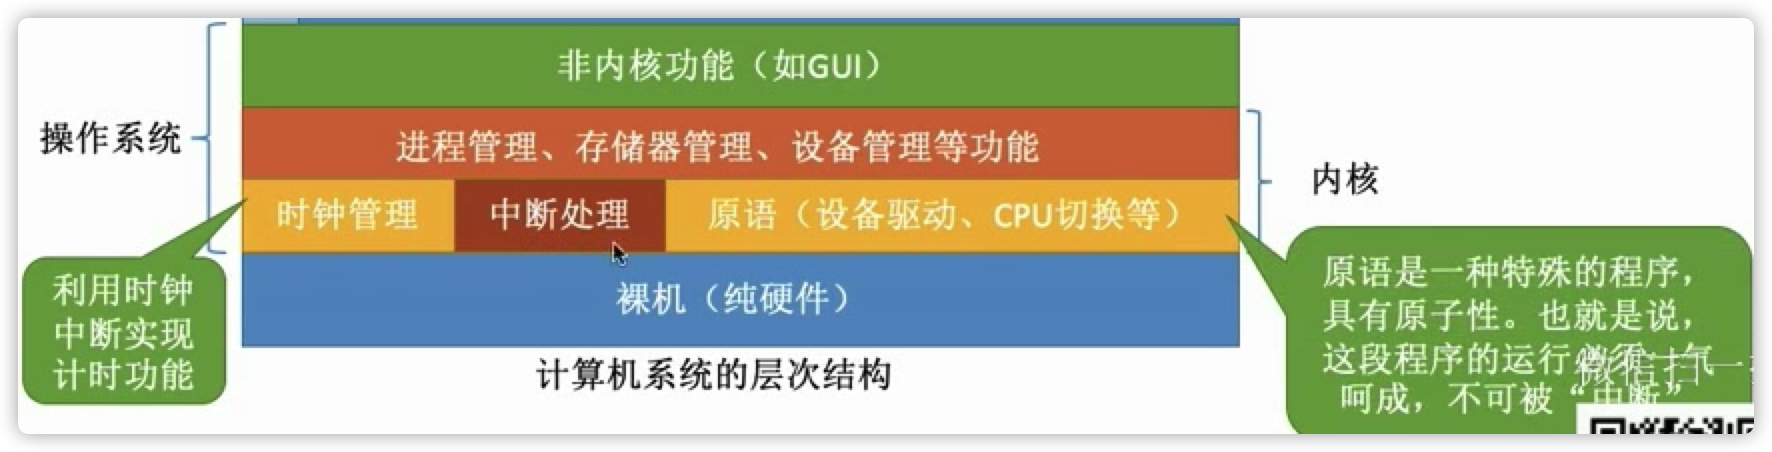 非内核功能（如GUI）
操作系统
进程管理、存储器管理、设备管理等功能
内核
时钟管理
中断处理
原语（设备驱动、CPU切换等）
利用时钟
中断实现
计时功能
裸机（纯硬件）
计算机系统的层次结构
原语是一种特殊的程序，
具有原子性。也就是说，
这段程序的运行必须一气
呵成，不可被“中断”
微信扫一